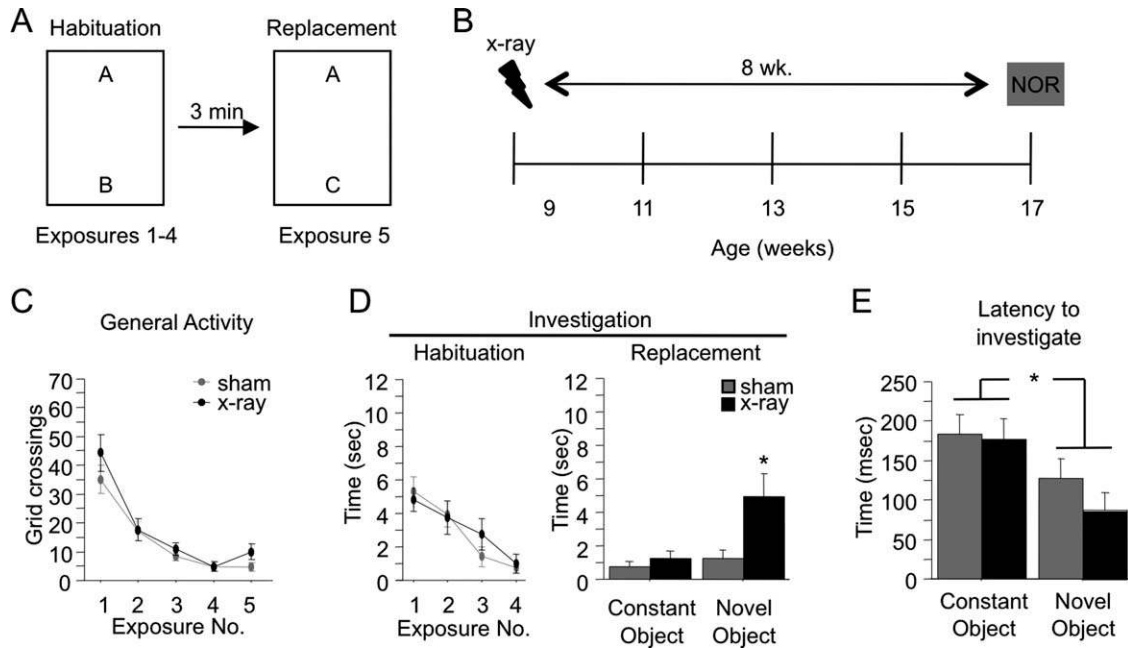 A
Habituation
Replacement
A
B
3 min
A
C
Exposures 1-4
Exposure 5
B
x-ray
8 wk.
NOR
9 11 13 15 17
Age (weeks)
C
General Activity
sham
x-ray
Grid crossings
70
60
50
45
30
20
10
0
1 2 3 4 5
Exposure No.
D
Investigation
Habituation
Replacement
Time (sec)
12
10
8
6
4
2
0
1 2 3 4
Exposure No.
Time (sec)
12
10
8
6
4
2
0
sham
x-ray
*
Constant
Object
Novel
Object
E
Latency to
investigate
Time (msec)
250
200
150
100
50
0
*
Constant
Object
Novel
Object